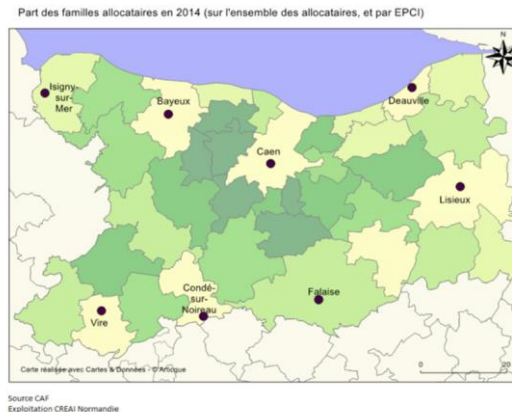 Part des familles allocataires en 2014 (sur l'ensemble des allocataires, et par EPCI)
N
Isigny-
sur-
Mer
Bayeux
Deauville
Caen
Lisieux
Condé-
sur-
Noireau
Falaise
Vire
Carte réalisée avec Cartes & Données - © Articque
0 20
Source CAF
Exploitation CREAI Normandie